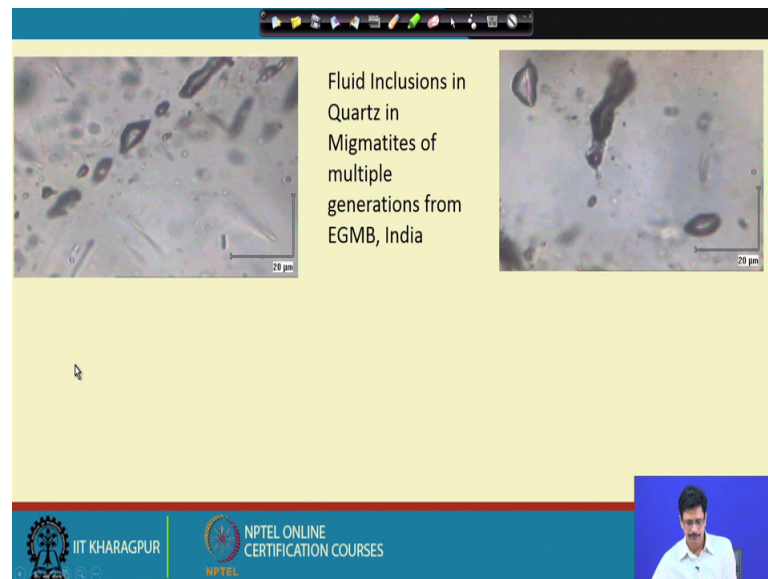 Fluid Inclusions in
Quartz in
Migmatites of
multiple
generations from
EGMB, India
20 µm
20 µm
IIT KHARAGPUR
NPTEL
NPTEL ONLINE
CERTIFICATION COURSES